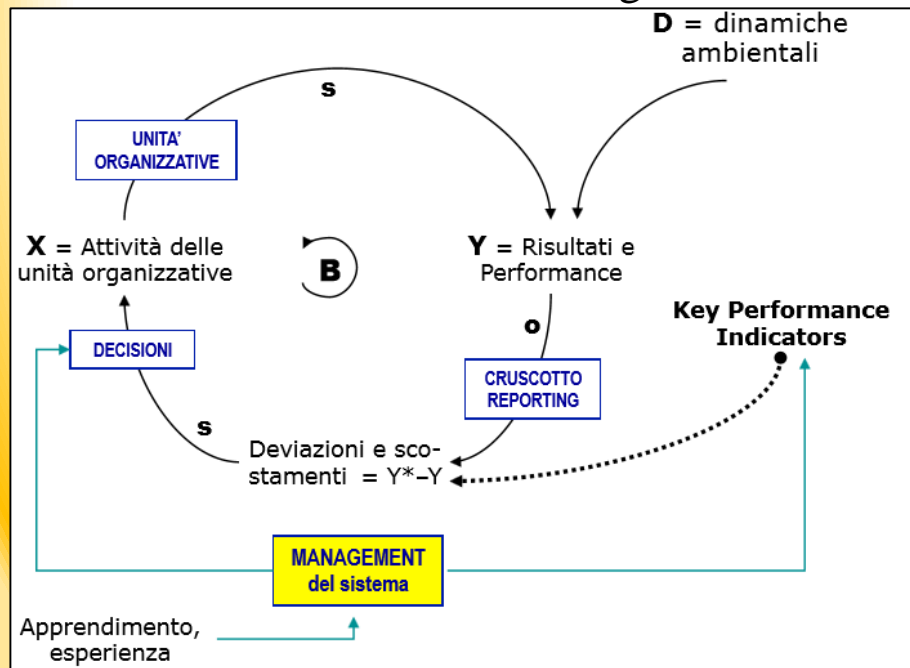 D = dinamiche
ambientali
s
UNITA'
ORGANIZZATIVE
X = Attività delle
unità organizzative
B
Y = Risultati e
Performance
Key Performance
Indicators
o
DECISIONI
CRUSCOTTO
REPORTING
s
Deviazioni e sco-
stamenti = Y*–Y
MANAGEMENT
del sistema
Apprendimento,
esperienza